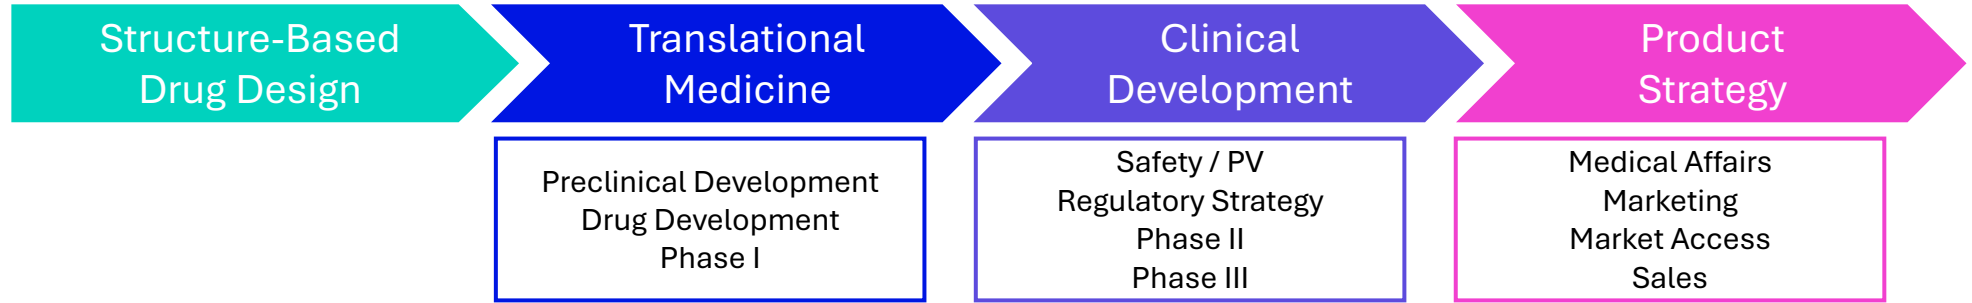 Structure-Based
Drug Design
Translational
Medicine
Clinical
Development
Product
Strategy
Preclinical Development
Drug Development
Phase I
Safety / PV
Regulatory Strategy
Phase II
Phase III
Medical Affairs
Marketing
Market Access
Sales